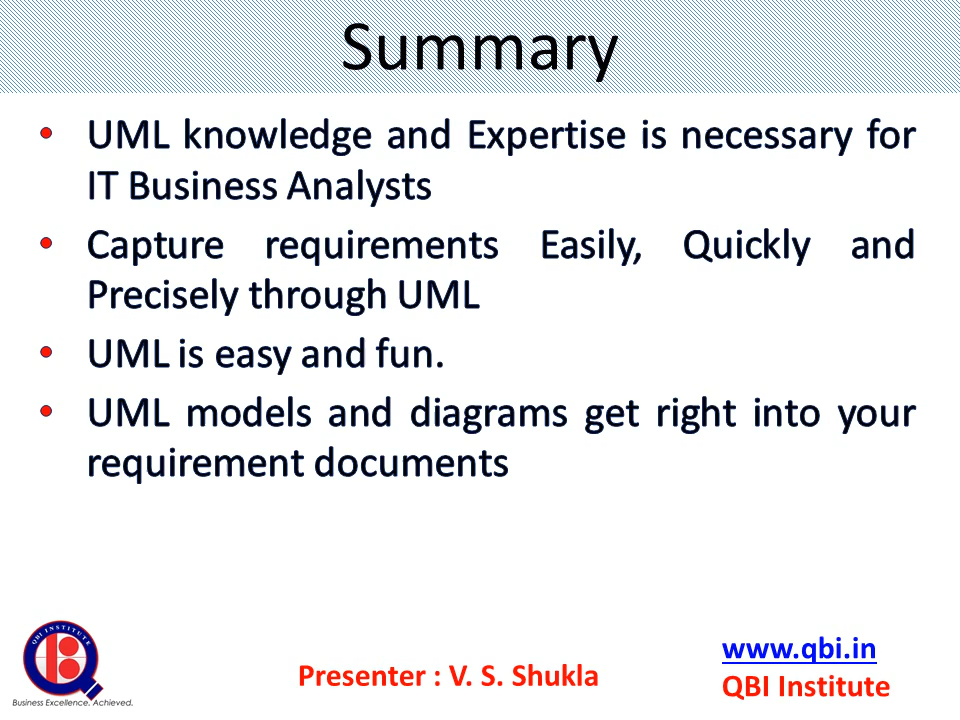 Summary
• UML knowledge and Expertise is necessary for
IT Business Analysts
• Capture requirements Easily, Quickly and
Precisely through UML
• UML is easy and fun.
• UML models and diagrams get right into your
requirement documents
QBI INSTITUTE
Business Excellence. Achieved.
Presenter : V. S. Shukla
www.qbi.in
QBI Institute